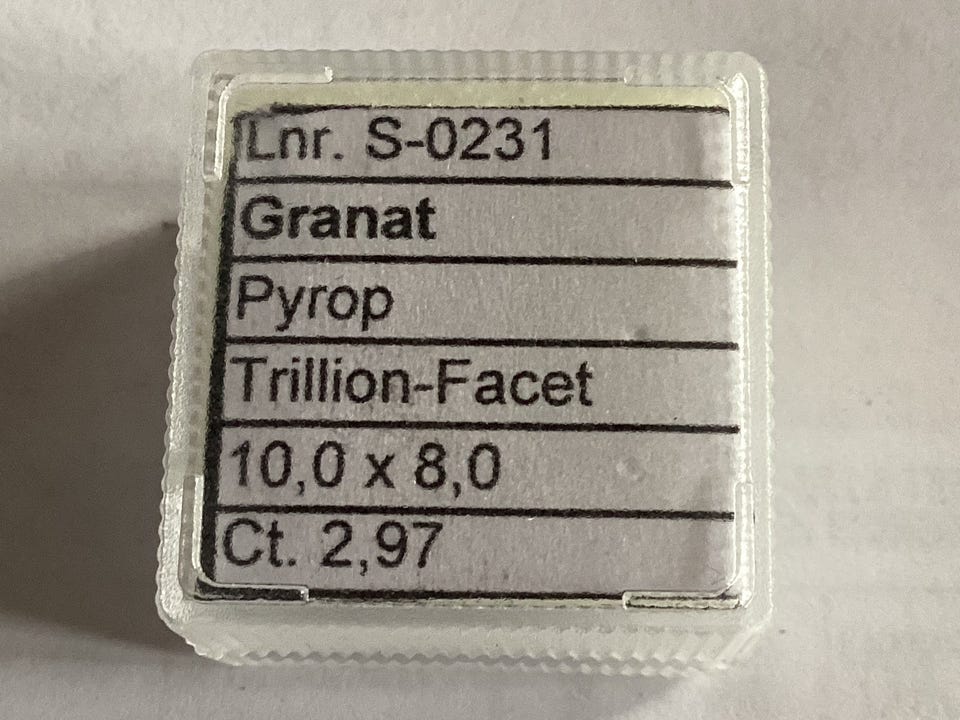 Lnr. S-0231
Granat
Pyrop
Trillion-Facet
10,0 x 8,0
Ct. 2,97